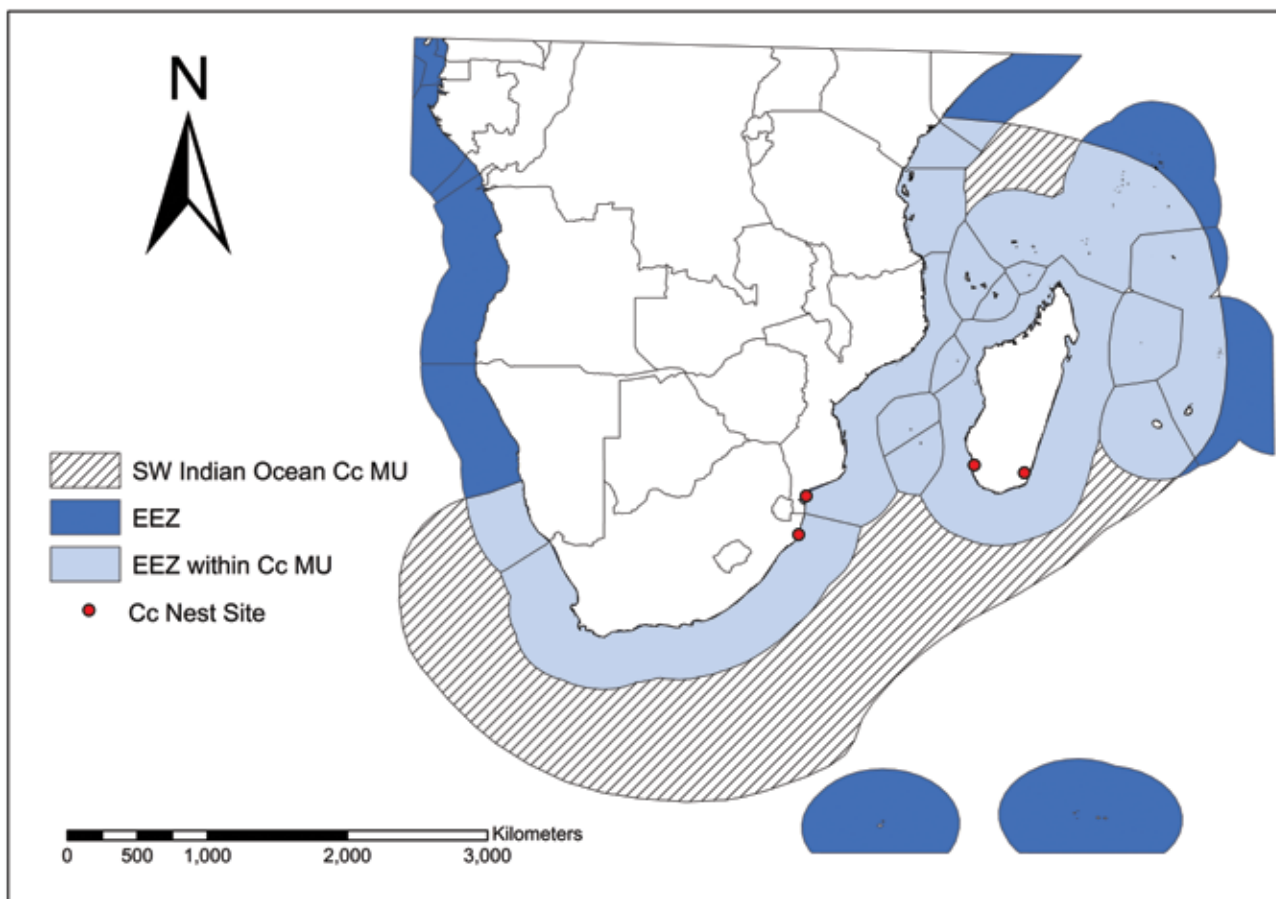 N
SW Indian Ocean Cc MU
EEZ
EEZ within Cc MU
Cc Nest Site
Kilometers
0 500 1,000 2,000 3,000